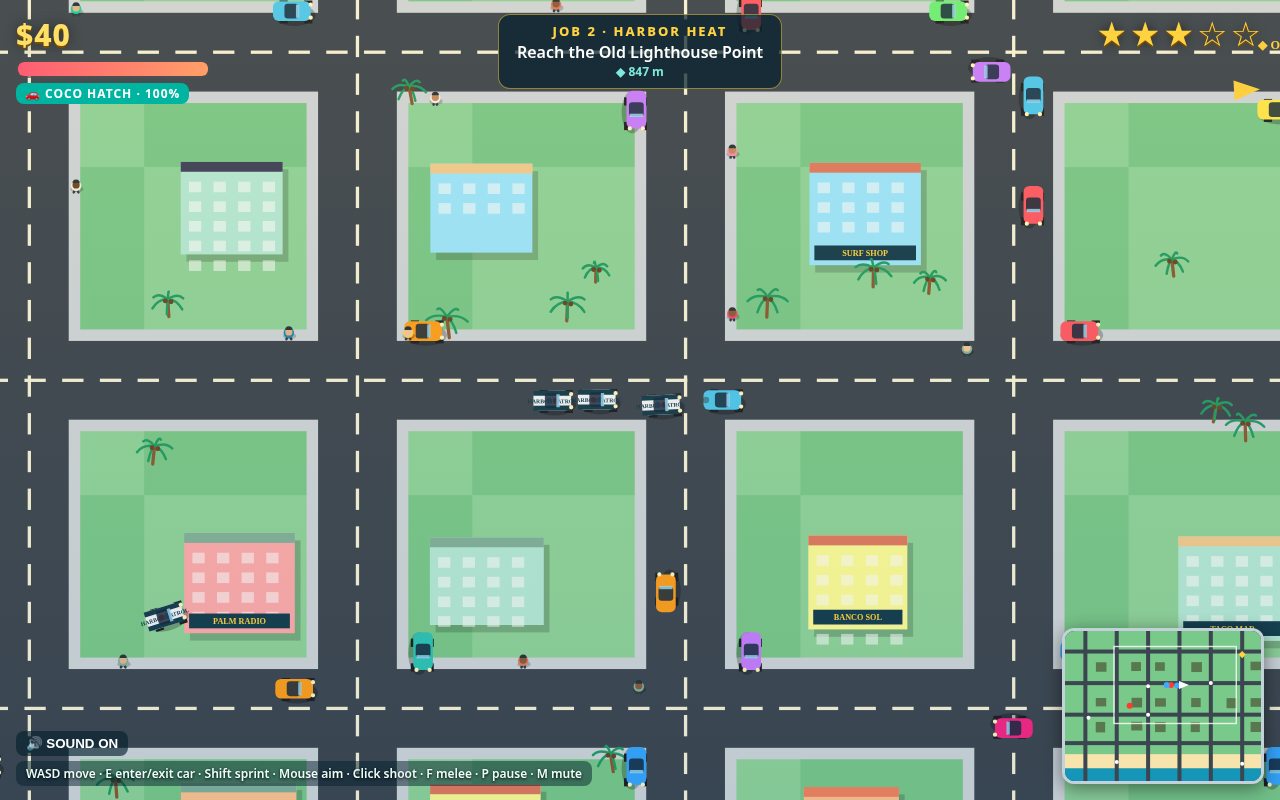 $40
JOB 2 · HARBOR HEAT
Reach the Old Lighthouse Point
◆ 847 m
★ ★ ★ ☆ ☆
🚗 COCO HATCH · 100%
SURF SHOP
PALM RADIO
BANCO SOL
🔊 SOUND ON
WASD move · E enter/exit car · Shift sprint · Mouse aim · Click shoot · F melee · P pause · M mute